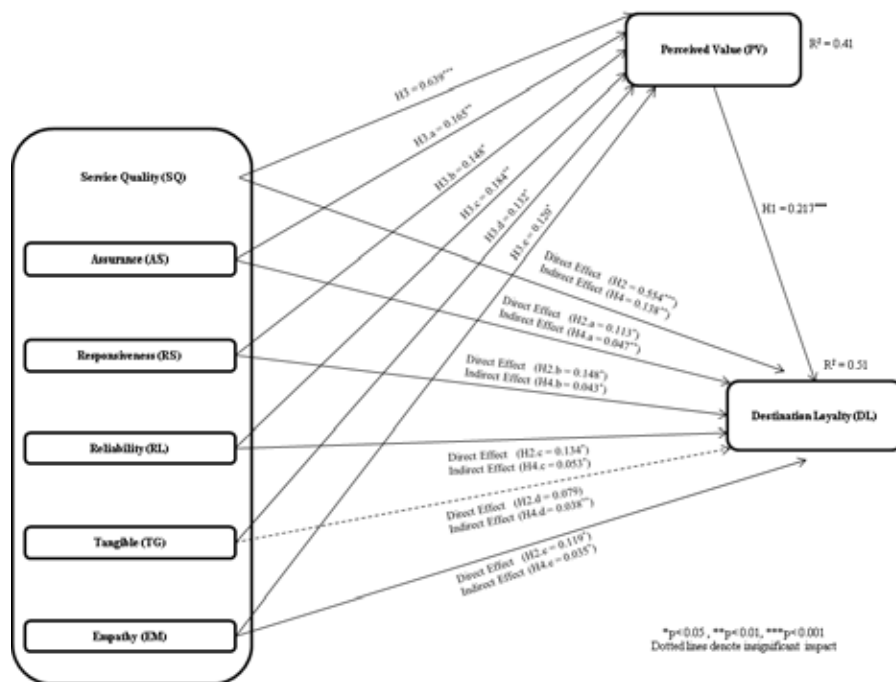 Perceived Value (PV)
R² = 0.41
H3 = 0.639***
H3.a = 0.165**
H3.b = 0.148*
H3.c = 0.184**
H3.d = 0.132*
H3.e = 0.120*
H1 = 0.217***
Service Quality (SQ)
Assurance (AS)
Responsiveness (RS)
Reliability (RL)
Tangible (TG)
Empathy (EM)
Direct Effect (H2 = 0.554***)
Indirect Effect (H4 = 0.138**)
Direct Effect (H2.a = 0.113*)
Indirect Effect (H4.a = 0.047**)
Direct Effect (H2.b = 0.148*)
Indirect Effect (H4.b = 0.043*)
Direct Effect (H2.c = 0.134*)
Indirect Effect (H4.c = 0.053*)
Direct Effect (H2.d = 0.079)
Indirect Effect (H4.d = 0.038**)
Direct Effect (H2.e = 0.119*)
Indirect Effect (H4.e = 0.035*)
R² = 0.51
Destination Loyalty (DL)
*p<0.05 , **p<0.01, ***p<0.001
Dotted lines denote insignificant impact